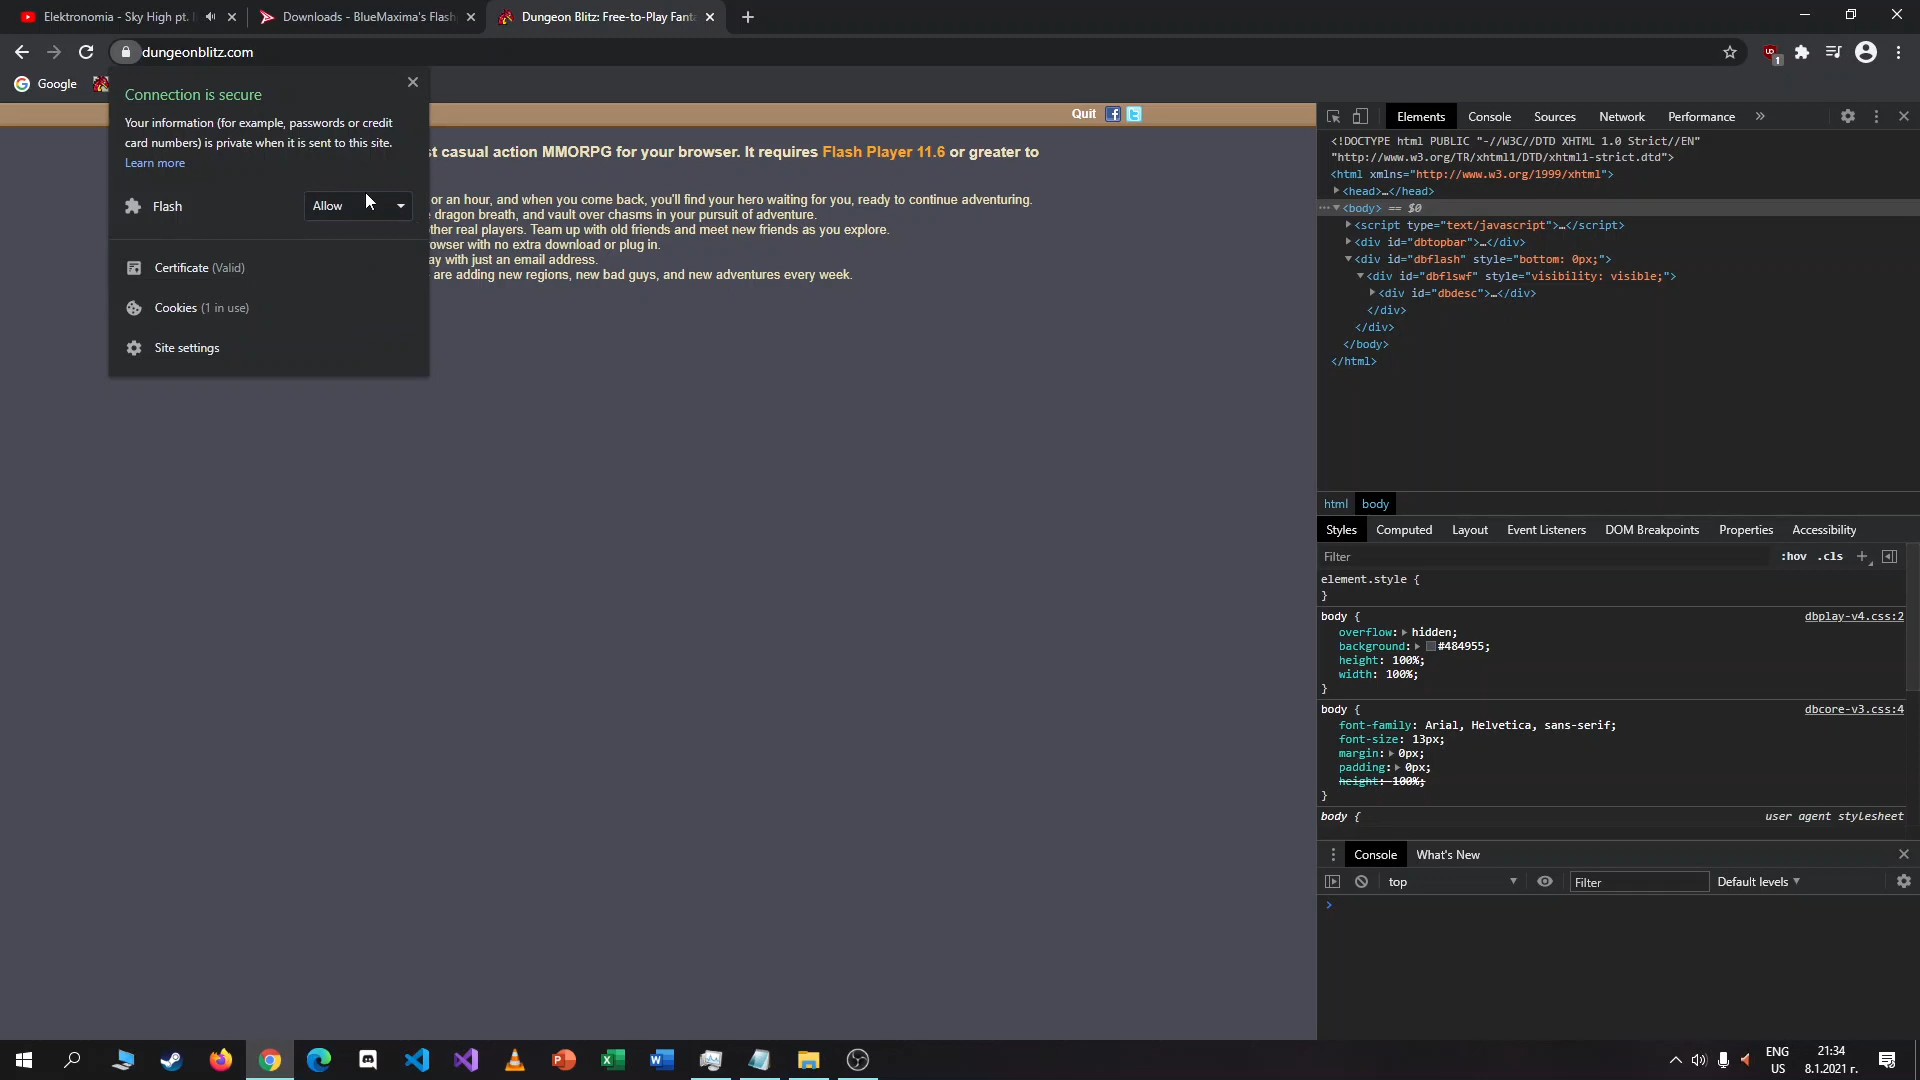 Elektronomia - Sky High pt. I
Downloads - BlueMaxima's Flash
Dungeon Blitz: Free-to-Play Fanta
dungeonblitz.com
1
Google
Connection is secure
Your information (for example, passwords or credit
card numbers) is private when it is sent to this site.
Learn more
Flash
Allow
Certificate (Valid)
Cookies (1 in use)
Site settings
Quit
st casual action MMORPG for your browser. It requires Flash Player 11.6 or greater to
or an hour, and when you come back, you'll find your hero waiting for you, ready to continue adventuring.
e dragon breath, and vault over chasms in your pursuit of adventure.
ther real players. Team up with old friends and meet new friends as you explore.
owser with no extra download or plug in.
ay with just an email address.
are adding new regions, new bad guys, and new adventures every week.
Elements Console Sources Network Performance »
<!DOCTYPE html PUBLIC "-//W3C//DTD XHTML 1.0 Strict//EN"
"http://www.w3.org/TR/xhtml1/DTD/xhtml1-strict.dtd">
<html xmlns="http://www.w3.org/1999/xhtml">
<head>…</head>
<body> == $0
<script type="text/javascript">…</script>
<div id="dbtopbar">…</div>
<div id="dbflash" style="bottom: 0px;">
<div id="dbflswf" style="visibility: visible;">
<div id="dbdesc">…</div>
</div>
</div>
</body>
</html>
html body
Styles Computed Layout Event Listeners DOM Breakpoints Properties Accessibility
Filter :hov .cls +
element.style {
}
body { dbplay-v4.css:2
overflow: hidden;
background: #484955;
height: 100%;
width: 100%;
}
body { dbcore-v3.css:4
font-family: Arial, Helvetica, sans-serif;
font-size: 13px;
margin: 0px;
padding: 0px;
height: 100%;
}
body { user agent stylesheet
Console What's New
top Filter Default levels
>
ENG
US
21:34
8.1.2021 г.